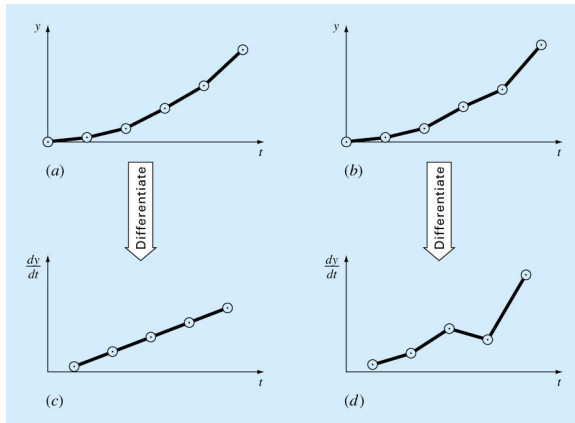 y
t
(a)
Differentiate
dy
dt
t
(c)
y
t
(b)
Differentiate
dy
dt
t
(d)